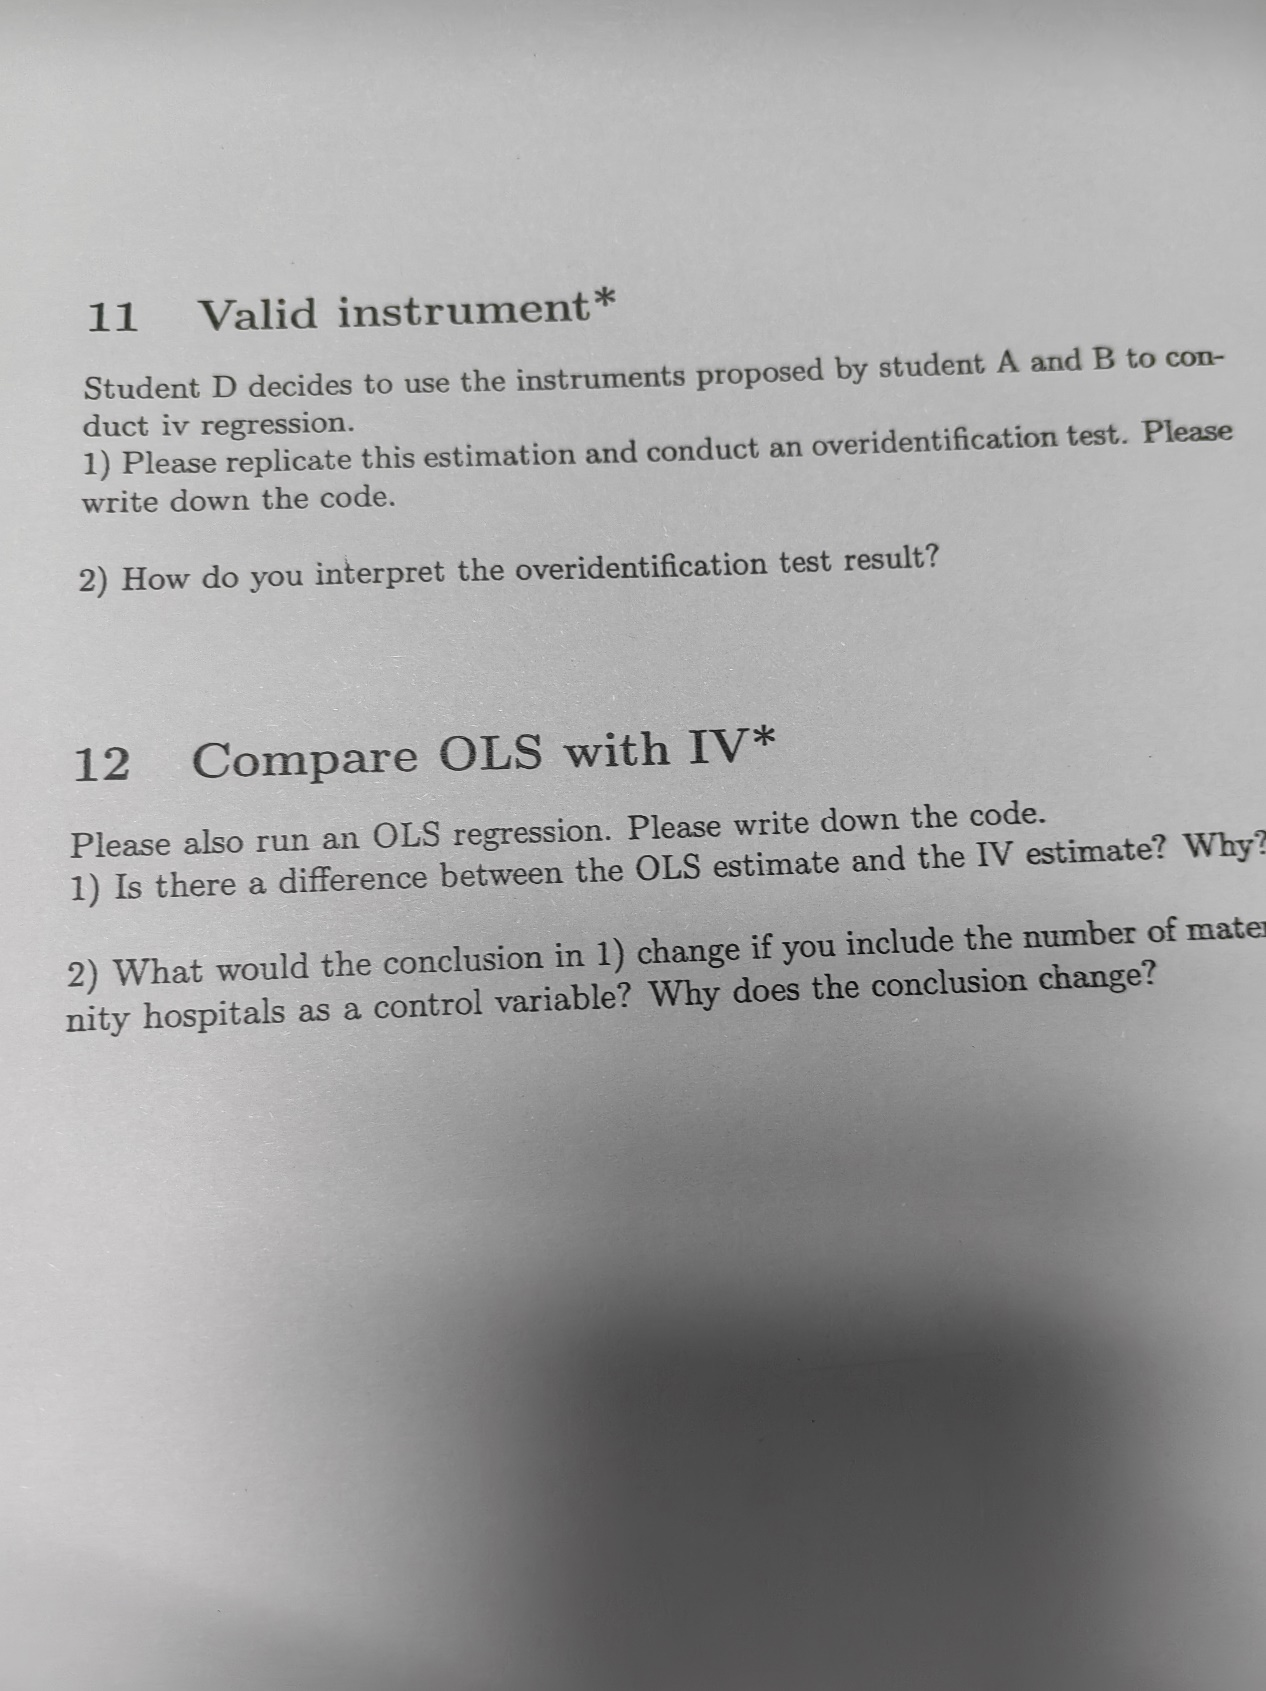 11 Valid instrument*
Student D decides to use the instruments proposed by student A and B to con-
duct iv regression.
1) Please replicate this estimation and conduct an overidentification test. Please
write down the code.
2) How do you interpret the overidentification test result?
12 Compare OLS with IV*
Please also run an OLS regression. Please write down the code.
1) Is there a difference between the OLS estimate and the IV estimate? Why?
2) What would the conclusion in 1) change if you include the number of mater
nity hospitals as a control variable? Why does the conclusion change?